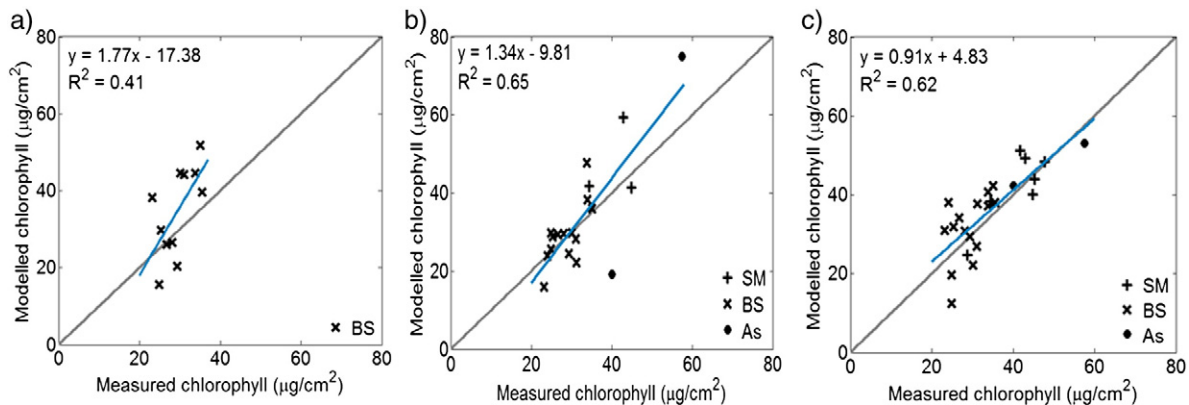 a)
y = 1.77x - 17.38
R² = 0.41
Modelled chlorophyll (µg/cm²)
80
60
40
20
0
0 20 40 60 80
Measured chlorophyll (µg/cm²)
BS
b)
y = 1.34x - 9.81
R² = 0.65
Modelled chlorophyll (µg/cm²)
80
60
40
20
0
0 20 40 60 80
Measured chlorophyll (µg/cm²)
SM
BS
As
c)
y = 0.91x + 4.83
R² = 0.62
Modelled chlorophyll (µg/cm²)
80
60
40
20
0
0 20 40 60 80
Measured chlorophyll (µg/cm²)
SM
BS
As